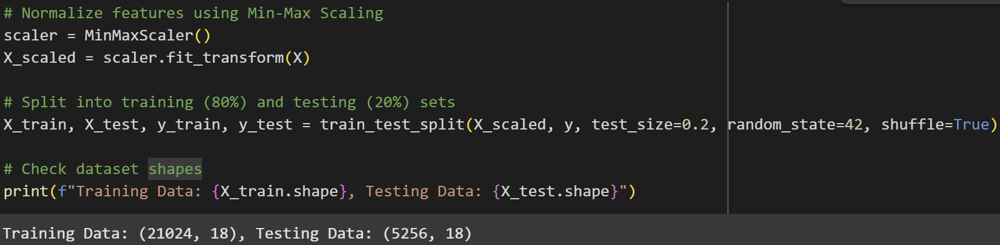 # Normalize features using Min-Max Scaling
scaler = MinMaxScaler()
X_scaled = scaler.fit_transform(X)
# Split into training (80%) and testing (20%) sets
X_train, X_test, y_train, y_test = train_test_split(X_scaled, y, test_size=0.2, random_state=42, shuffle=True)
# Check dataset shapes
print(f"Training Data: {X_train.shape}, Testing Data: {X_test.shape}")
Training Data: (21024, 18), Testing Data: (5256, 18)